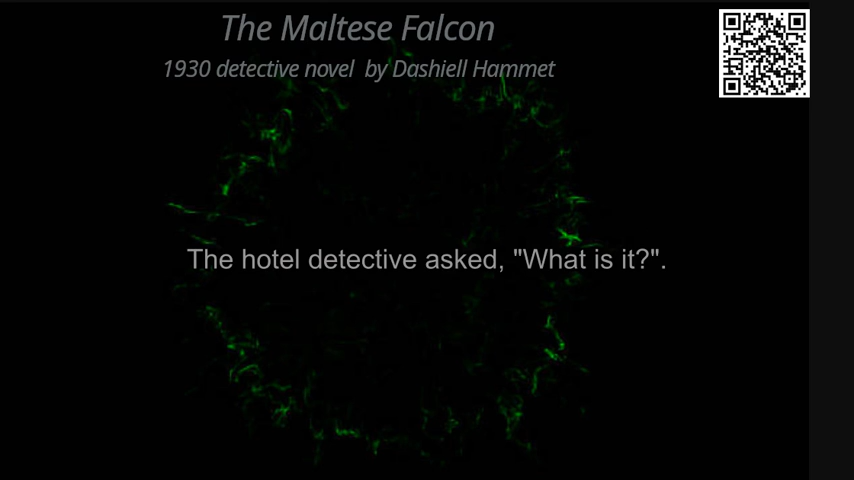 The Maltese Falcon
1930 detective novel by Dashiell Hammet
The hotel detective asked, "What is it?".